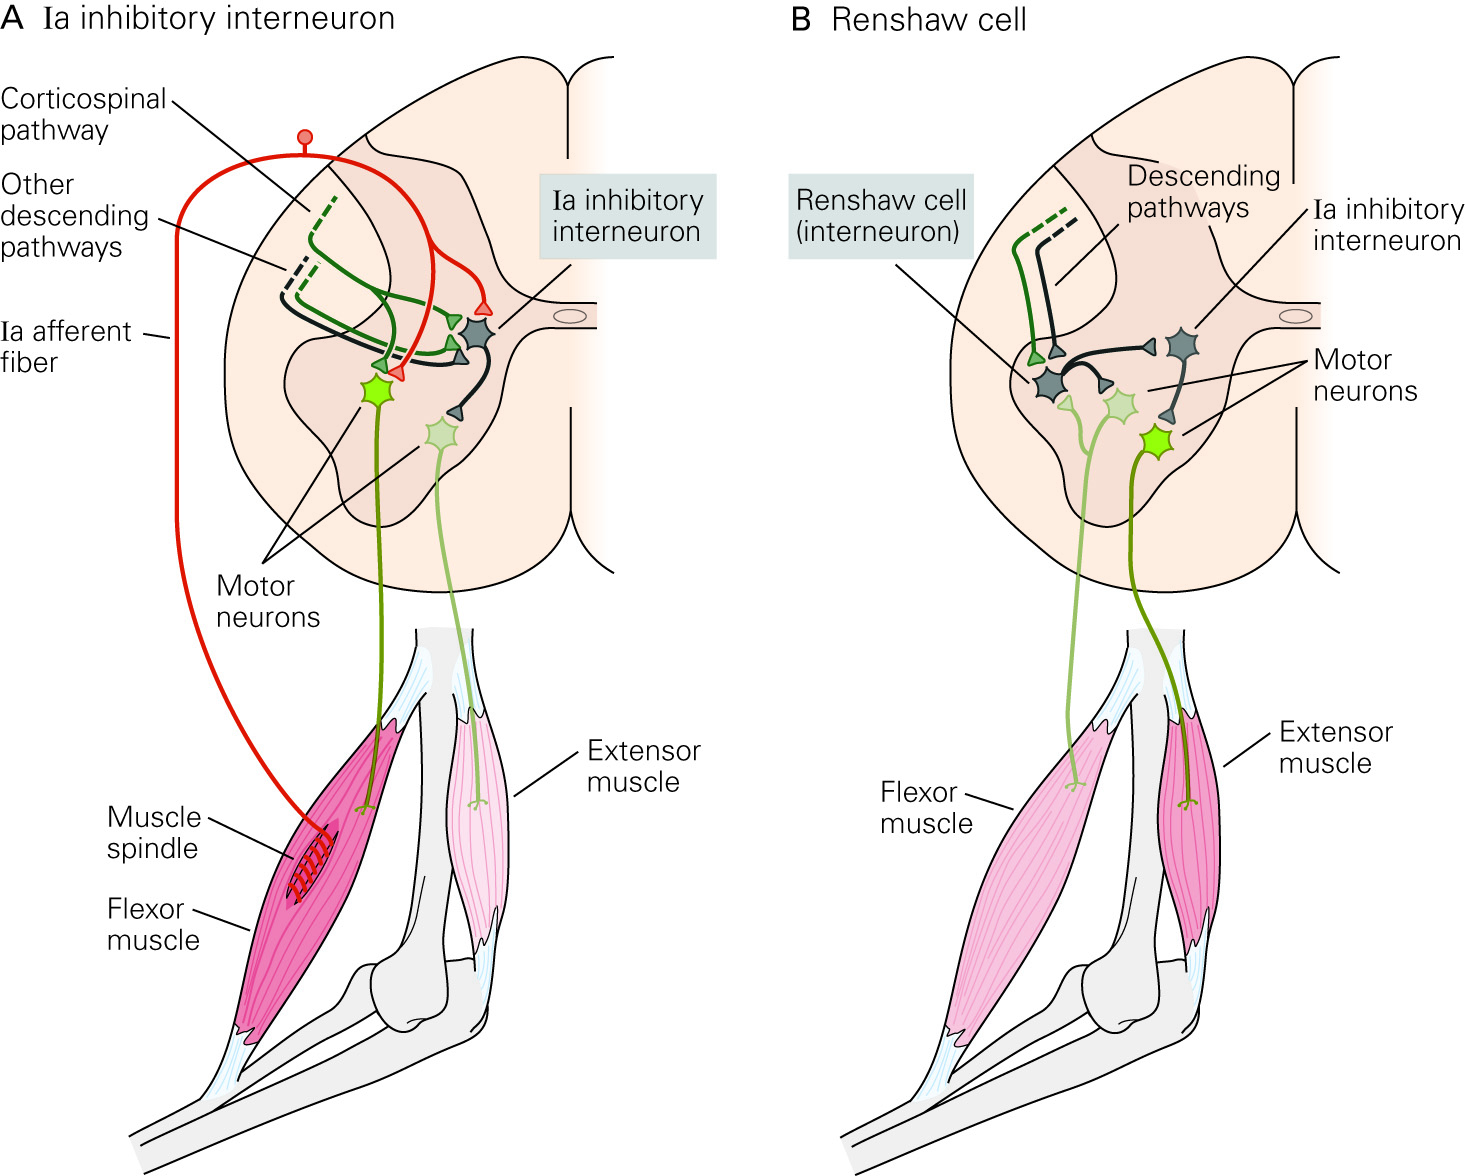 A Ia inhibitory interneuron
Corticospinal
pathway
Other
descending
pathways
Ia afferent
fiber
Ia inhibitory
interneuron
Motor
neurons
Extensor
muscle
Muscle
spindle
Flexor
muscle
B Renshaw cell
Renshaw cell
(interneuron)
Descending
pathways
Ia inhibitory
interneuron
Motor
neurons
Extensor
muscle
Flexor
muscle